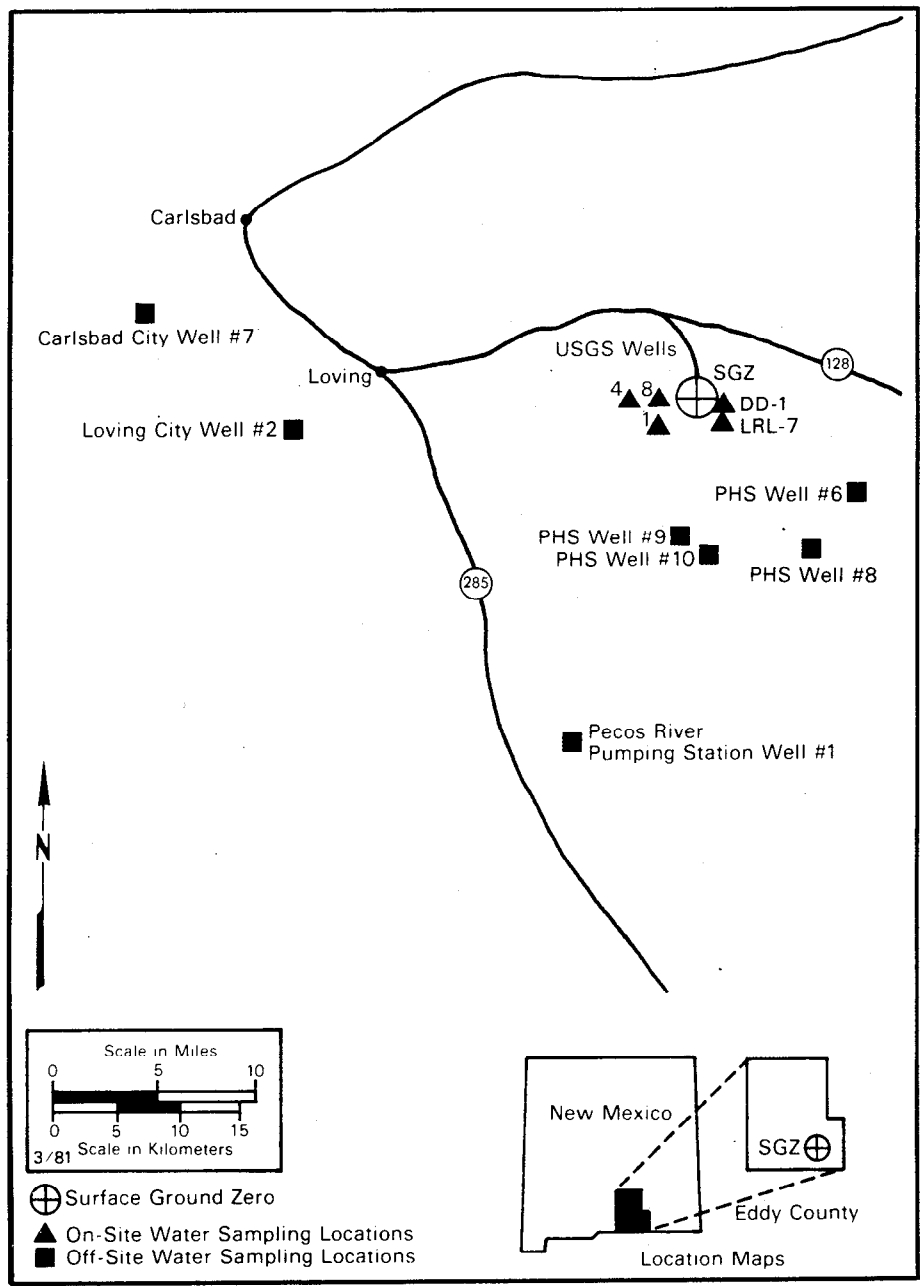 Carlsbad
Carlsbad City Well #7
USGS Wells
Loving
SGZ
128
4
8
DD-1
1
LRL-7
Loving City Well #2
PHS Well #6
PHS Well #9
PHS Well #10
PHS Well #8
285
Pecos River
Pumping Station Well #1
N
Scale in Miles
0 5 10
0 5 10 15
Scale in Kilometers
3/81
Surface Ground Zero
On-Site Water Sampling Locations
Off-Site Water Sampling Locations
New Mexico
SGZ
Eddy County
Location Maps